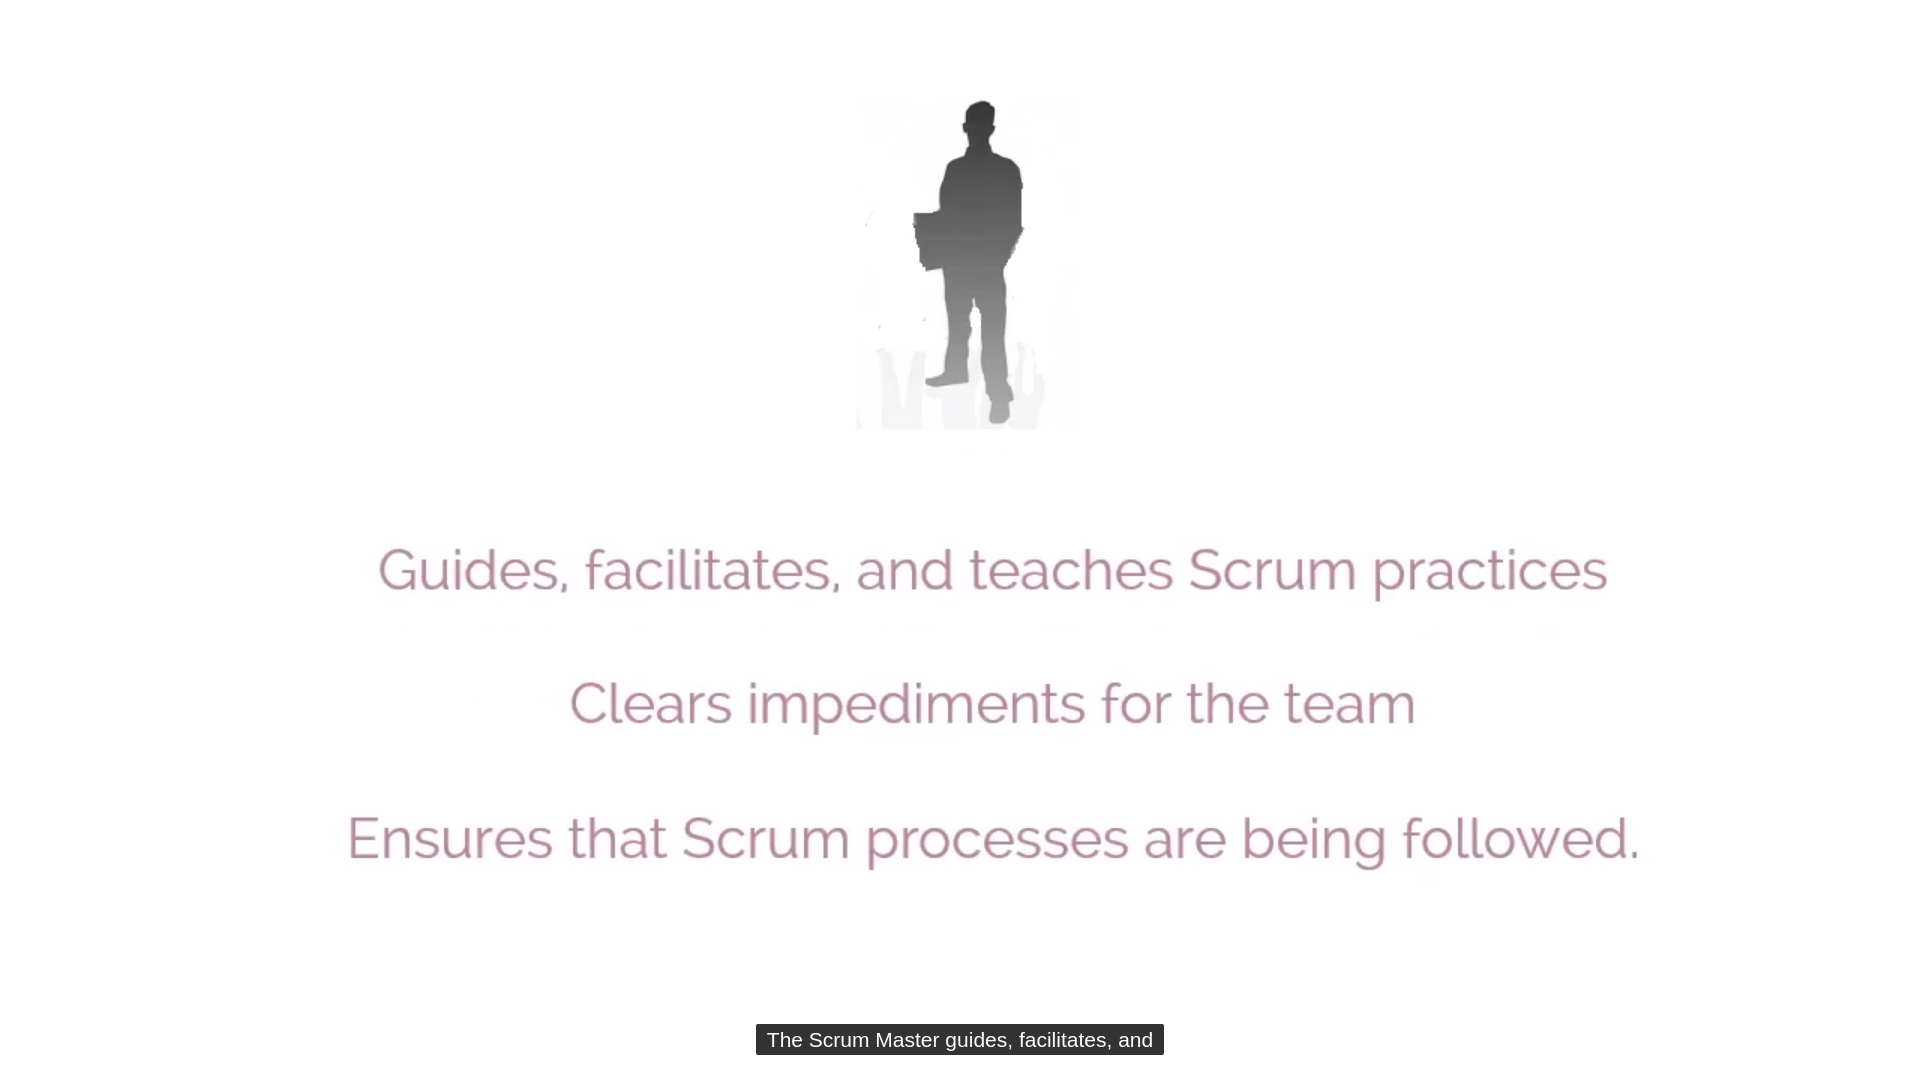 Guides, facilitates, and teaches Scrum practices
Clears impediments for the team
Ensures that Scrum processes are being followed.
The Scrum Master guides, facilitates, and